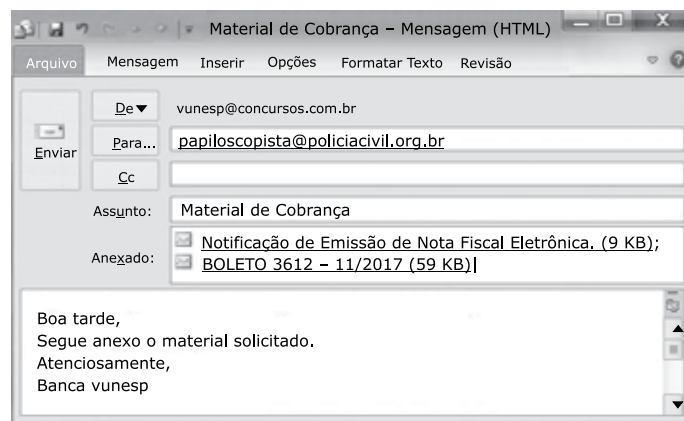 Material de Cobrança – Mensagem (HTML)
Arquivo Mensagem Inserir Opções Formatar Texto Revisão
De▼ vunesp@concursos.com.br
Enviar
Para... papiloscopista@policiacivil.org.br
Cc
Assunto: Material de Cobrança
Anexado: Notificação de Emissão de Nota Fiscal Eletrônica. (9 KB);
BOLETO 3612 – 11/2017 (59 KB)
Boa tarde,
Segue anexo o material solicitado.
Atenciosamente,
Banca vunesp